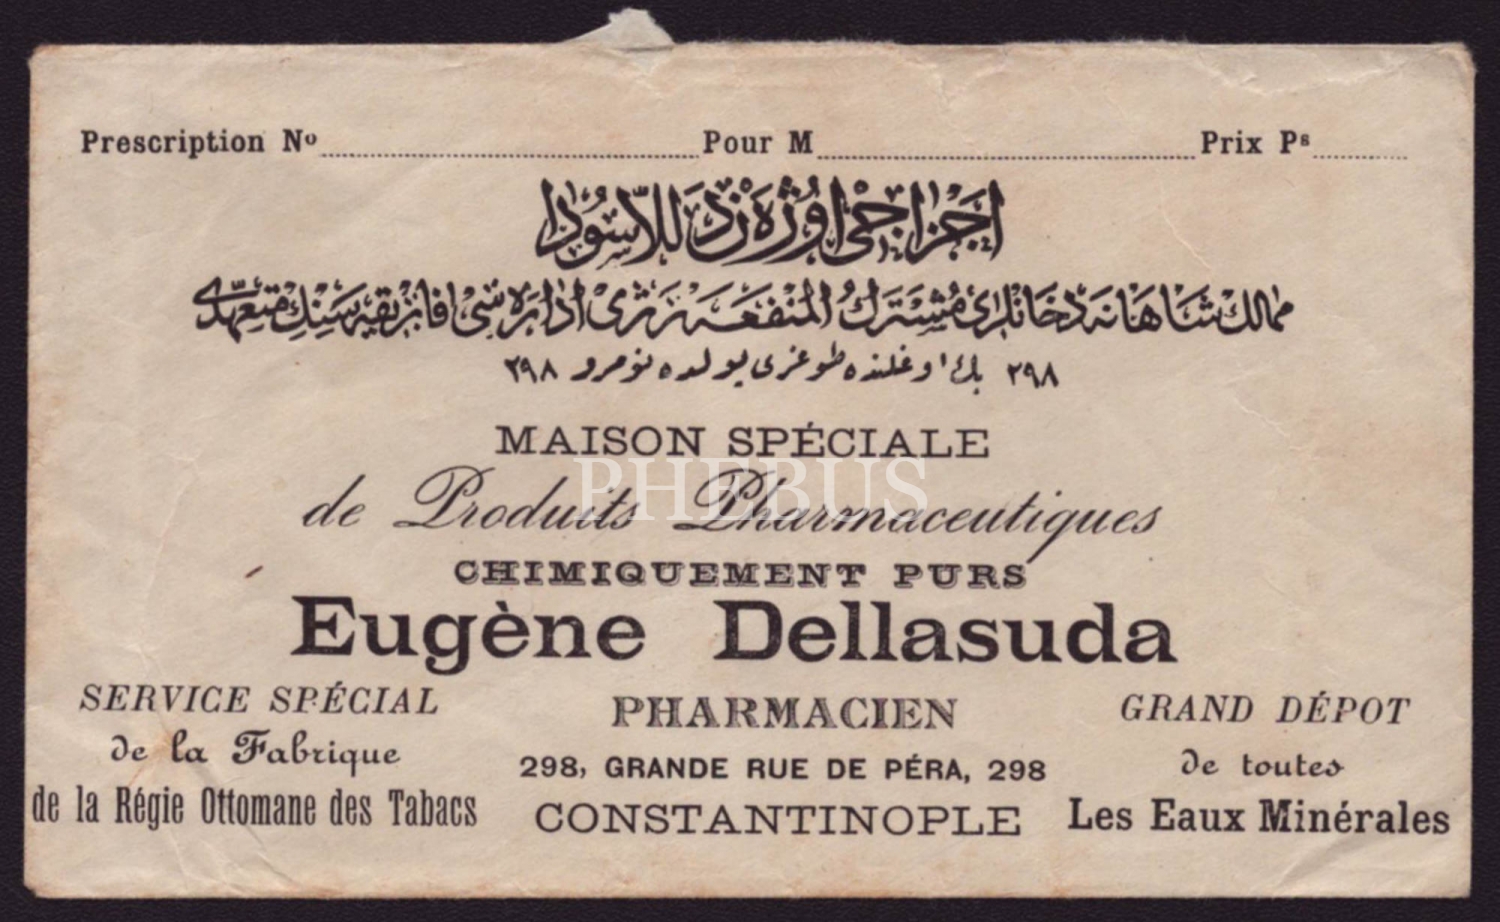 Prescription Nº Pour M Prix Pˢ
اجزاجی اوژه ن دللاسودا
ممالك شاهانه دخانلری مشترك المنفعه رژی اداره سی فابریقه سنك متعهدی
٢٩٨ بك اوغلنده طوغری یولده نومرو ٢٩٨
MAISON SPÉCIALE
de Produits Pharmaceutiques
PHEBUS
CHIMIQUEMENT PURS
Eugène Dellasuda
SERVICE SPÉCIAL
de la Fabrique
de la Régie Ottomane des Tabacs
PHARMACIEN
298, GRANDE RUE DE PÉRA, 298
CONSTANTINOPLE
GRAND DÉPOT
de toutes
Les Eaux Minérales